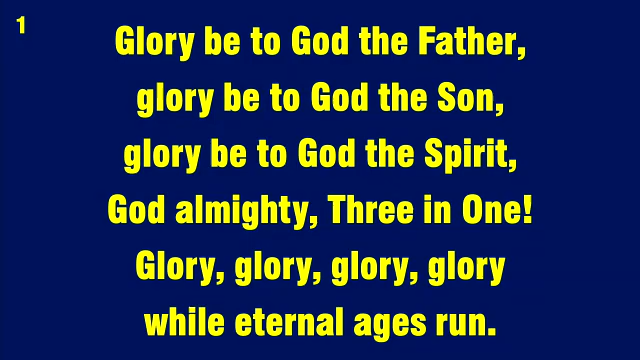 1
Glory be to God the Father,
glory be to God the Son,
glory be to God the Spirit,
God almighty, Three in One!
Glory, glory, glory, glory
while eternal ages run.